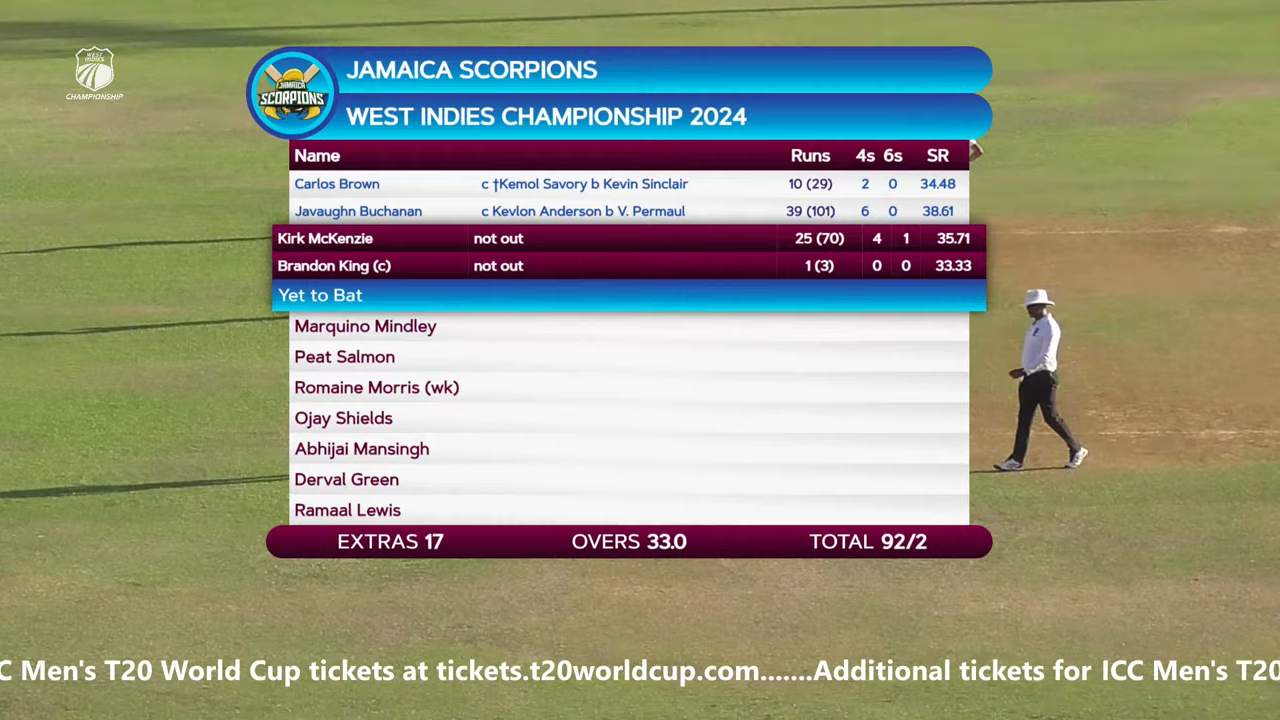 WEST INDIES
CHAMPIONSHIP
JAMAICA SCORPIONS
JAMAICA SCORPIONS
WEST INDIES CHAMPIONSHIP 2024
Name Runs 4s 6s SR
Carlos Brown c †Kemol Savory b Kevin Sinclair 10 (29) 2 0 34.48
Javaughn Buchanan c Kevlon Anderson b V. Permaul 39 (101) 6 0 38.61
Kirk McKenzie not out 25 (70) 4 1 35.71
Brandon King (c) not out 1 (3) 0 0 33.33
Yet to Bat
Marquino Mindley
Peat Salmon
Romaine Morris (wk)
Ojay Shields
Abhijai Mansingh
Derval Green
Ramaal Lewis
EXTRAS 17 OVERS 33.0 TOTAL 92/2
C Men's T20 World Cup tickets at tickets.t20worldcup.com.......Additional tickets for ICC Men's T20